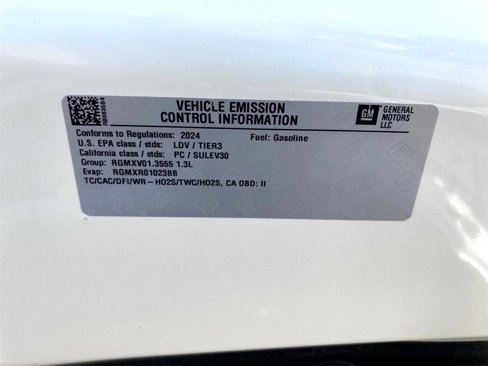 VEHICLE EMISSION
CONTROL INFORMATION
GM
GENERAL
MOTORS
LLC
Conforms to Regulations: 2024
Fuel: Gasoline
U.S. EPA class / stds: LDV / TIER3
California class / stds: PC / SULEV30
Group: RGMXV01.3555 1.3L
Evap: RGMXR0102388
TC/CAC/DFI/WR-HO2S/TWC/HO2S, CA OBD: II